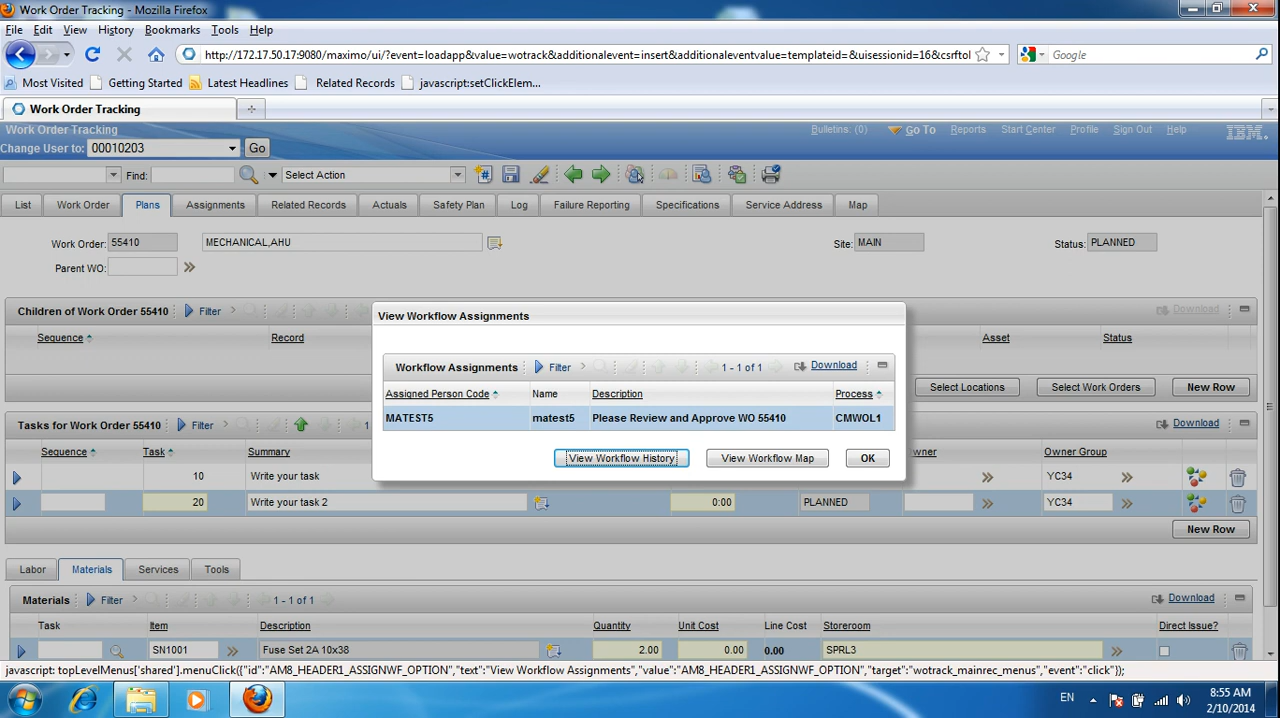 Work Order Tracking - Mozilla Firefox
File Edit View History Bookmarks Tools Help
http://172.17.50.17:9080/maximo/ui/?event=loadapp&value=wotrack&additionalevent=insert&additionaleventvalue=templateid=&uisessionid=16&csrftol Google
Most Visited Getting Started Latest Headlines Related Records javascript:setClickElem...
Work Order Tracking
Work Order Tracking Bulletins: (0) Go To Reports Start Center Profile Sign Out Help IBM.
Change User to: 00010203 Go
Find: Select Action
List Work Order Plans Assignments Related Records Actuals Safety Plan Log Failure Reporting Specifications Service Address Map
Work Order: 55410 MECHANICAL,AHU Site: MAIN Status: PLANNED
Parent WO:
Children of Work Order 55410 Filter Download
Sequence Record Asset Status
Select Locations Select Work Orders New Row
View Workflow Assignments
Workflow Assignments Filter 1 - 1 of 1 Download
Assigned Person Code Name Description Process
MATEST5 matest5 Please Review and Approve WO 55410 CMWOL1
View Workflow History View Workflow Map OK
Tasks for Work Order 55410 Filter 1 Download
Sequence Task Summary Owner Owner Group
10 Write your task YC34
20 Write your task 2 0:00 PLANNED YC34
New Row
Labor Materials Services Tools
Materials Filter 1 - 1 of 1 Download
Task Item Description Quantity Unit Cost Line Cost Storeroom Direct Issue?
SN1001 Fuse Set 2A 10x38 2.00 0.00 0.00 SPRL3
javascript: topLevelMenus['shared'].menuClick({"id":"AM8_HEADER1_ASSIGNWF_OPTION","text":"View Workflow Assignments","value":"AM8_HEADER1_ASSIGNWF_OPTION","target":"wotrack_mainrec_menus","event":"click"});
EN 8:55 AM
2/10/2014